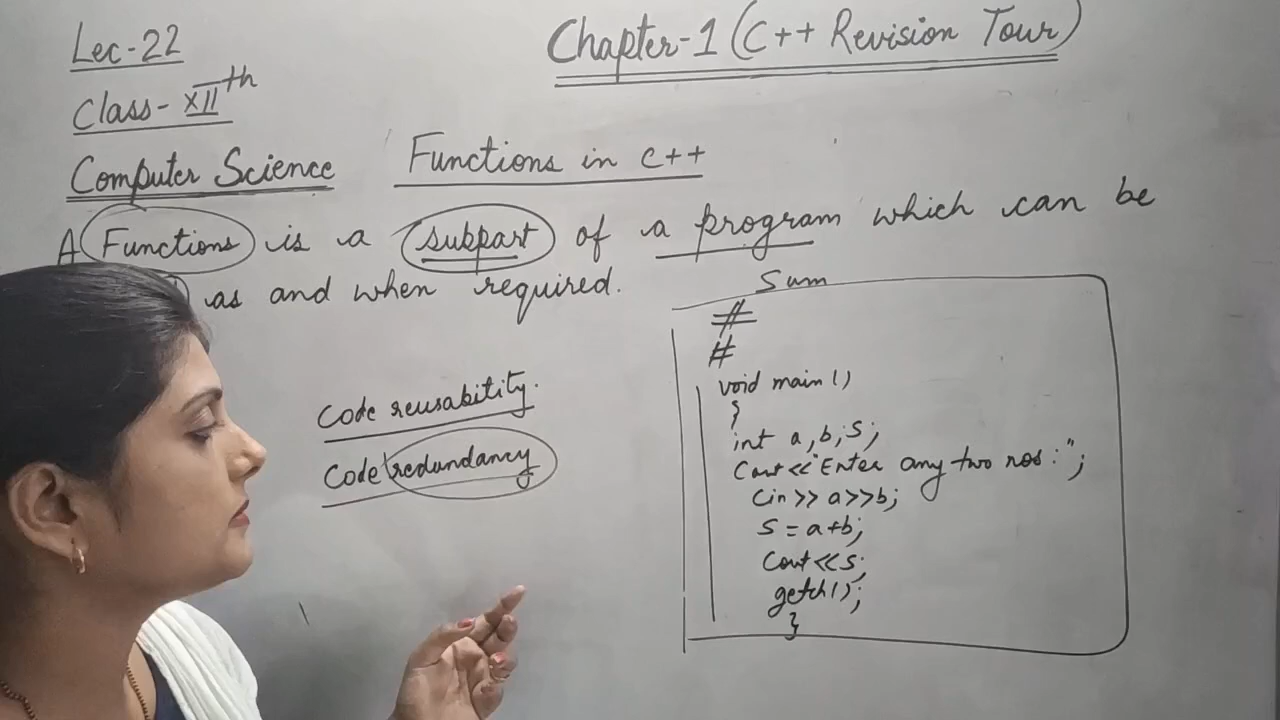 Lec-22
Chapter-1 (C++ Revision Tour)
Class- XIIth
Computer Science
Functions in C++
A Functions is a subpart of a program which can be
as and when required.
Sum
#
#
void main()
{
int a,b,s;
Cout<<"Enter any two nos:";
Cin>> a>>b;
S=a+b;
Cout<<s;
getch();
}
Code reusabitity.
Code redundancy